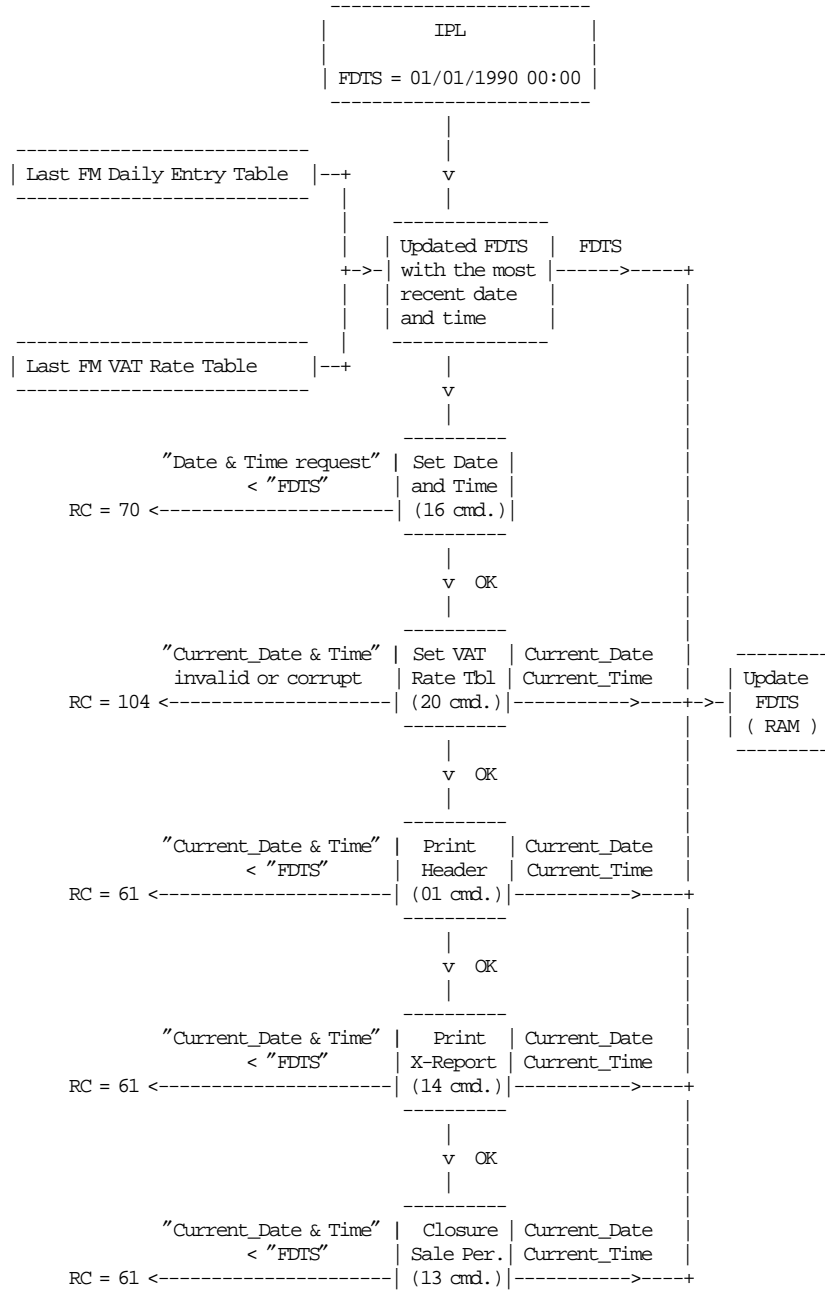 IPL
FDTS = 01/01/1990 00:00
Last FM Daily Entry Table
v
Updated FDTS FDTS
with the most
recent date
and time
Last FM VAT Rate Table
v
"Date & Time request" Set Date
< "FDTS" and Time
RC = 70 (16 cmd.)
v OK
"Current_Date & Time" Set VAT Current_Date
invalid or corrupt Rate Tbl Current_Time Update
RC = 104 (20 cmd.) FDTS
( RAM )
v OK
"Current_Date & Time" Print Current_Date
< "FDTS" Header Current_Time
RC = 61 (01 cmd.)
v OK
"Current_Date & Time" Print Current_Date
< "FDTS" X-Report Current_Time
RC = 61 (14 cmd.)
v OK
"Current_Date & Time" Closure Current_Date
< "FDTS" Sale Per. Current_Time
RC = 61 (13 cmd.)